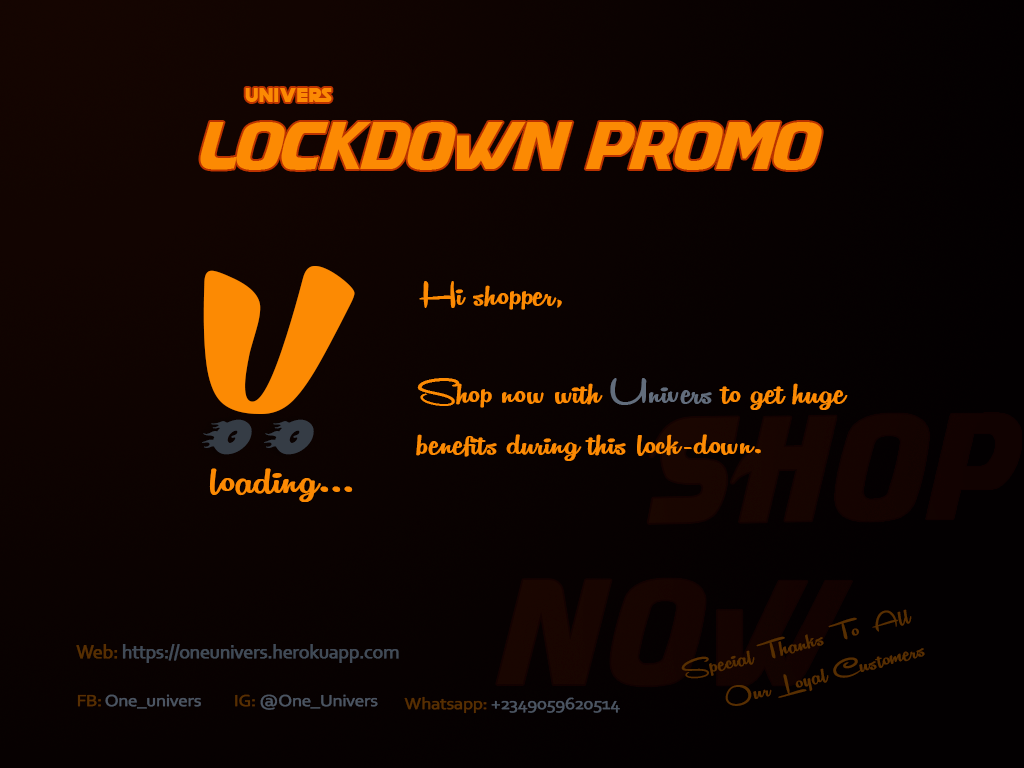 UNIVERS
LOCKDOWN PROMO
Hi shopper,
Shop now with Univers to get huge
benefits during this lock-down.
U
loading...
SHOP
NOW
Special Thanks To All
Our Loyal Customers
Web: https://oneunivers.herokuapp.com
FB: One_univers IG: @One_Univers Whatsapp: +2349059620514